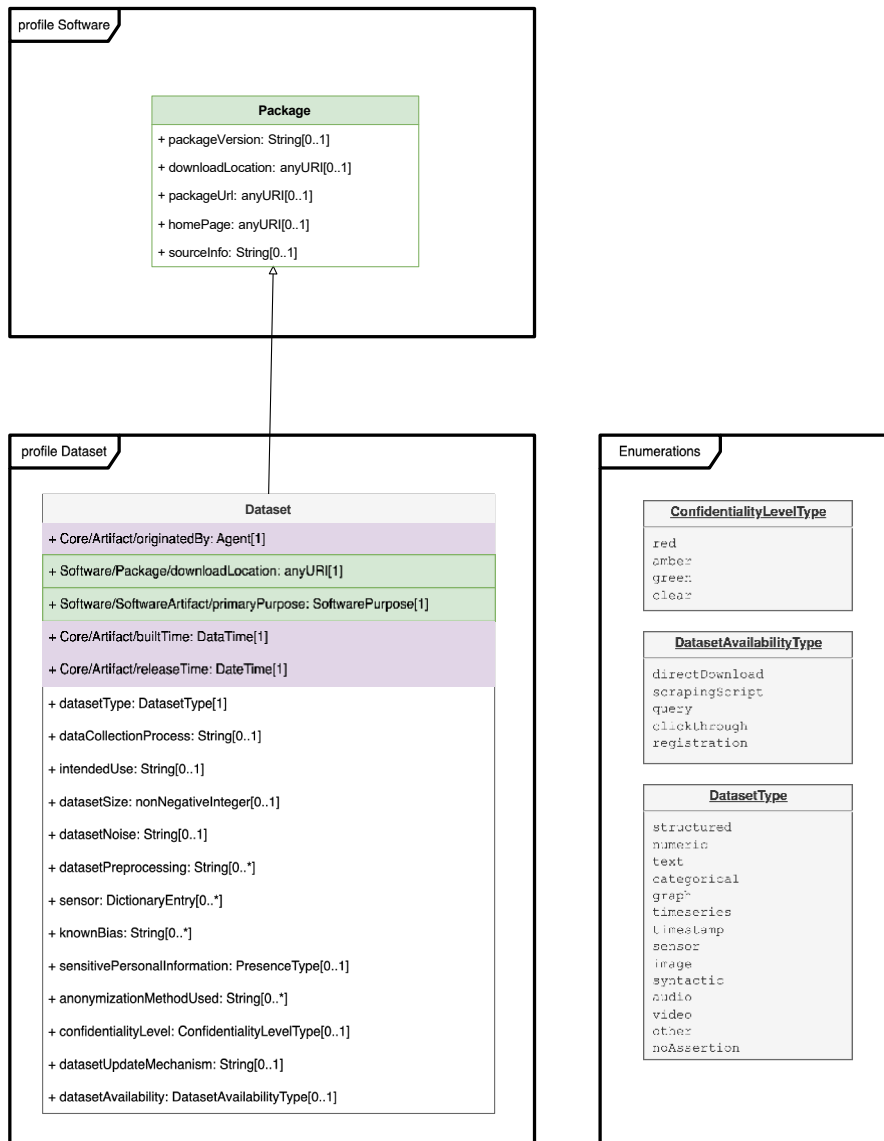 profile Software
Package
+ packageVersion: String[0..1]
+ downloadLocation: anyURI[0..1]
+ packageUrl: anyURI[0..1]
+ homePage: anyURI[0..1]
+ sourceInfo: String[0..1]
profile Dataset
Dataset
+ Core/Artifact/originatedBy: Agent[1]
+ Software/Package/downloadLocation: anyURI[1]
+ Software/SoftwareArtifact/primaryPurpose: SoftwarePurpose[1]
+ Core/Artifact/builtTime: DataTime[1]
+ Core/Artifact/releaseTime: DateTime[1]
+ datasetType: DatasetType[1]
+ dataCollectionProcess: String[0..1]
+ intendedUse: String[0..1]
+ datasetSize: nonNegativeInteger[0..1]
+ datasetNoise: String[0..1]
+ datasetPreprocessing: String[0..*]
+ sensor: DictionaryEntry[0..*]
+ knownBias: String[0..*]
+ sensitivePersonalInformation: PresenceType[0..1]
+ anonymizationMethodUsed: String[0..*]
+ confidentialityLevel: ConfidentialityLevelType[0..1]
+ datasetUpdateMechanism: String[0..1]
+ datasetAvailability: DatasetAvailabilityType[0..1]
Enumerations
ConfidentialityLevelType
red
amber
green
clear
DatasetAvailabilityType
directDownload
scrapingScript
query
clickthrough
registration
DatasetType
structured
numeric
text
categorical
graph
timeseries
timestamp
sensor
image
syntactic
audio
video
other
noAssertion